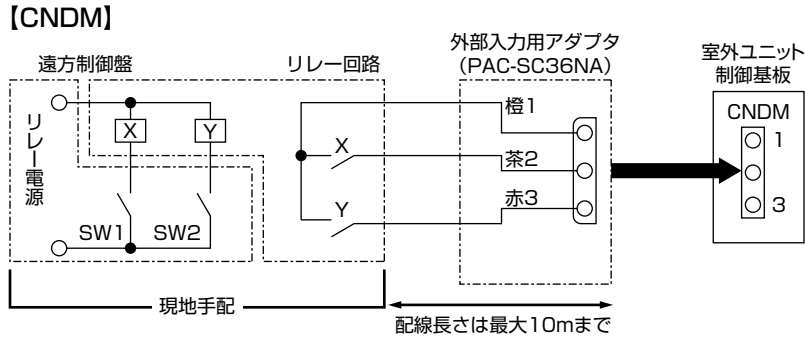 【CNDM】
遠方制御盤
リレー回路
外部入力用アダプタ
（PAC-SC36NA）
室外ユニット
制御基板
リレー電源
X
Y
SW1
SW2
X
Y
橙1
茶2
赤3
CNDM
1
3
現地手配
配線長さは最大10mまで